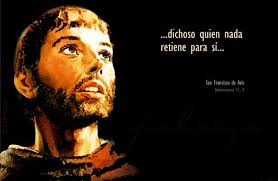 ...dichoso quien nada
retiene para sí...
San Francisco de Asís